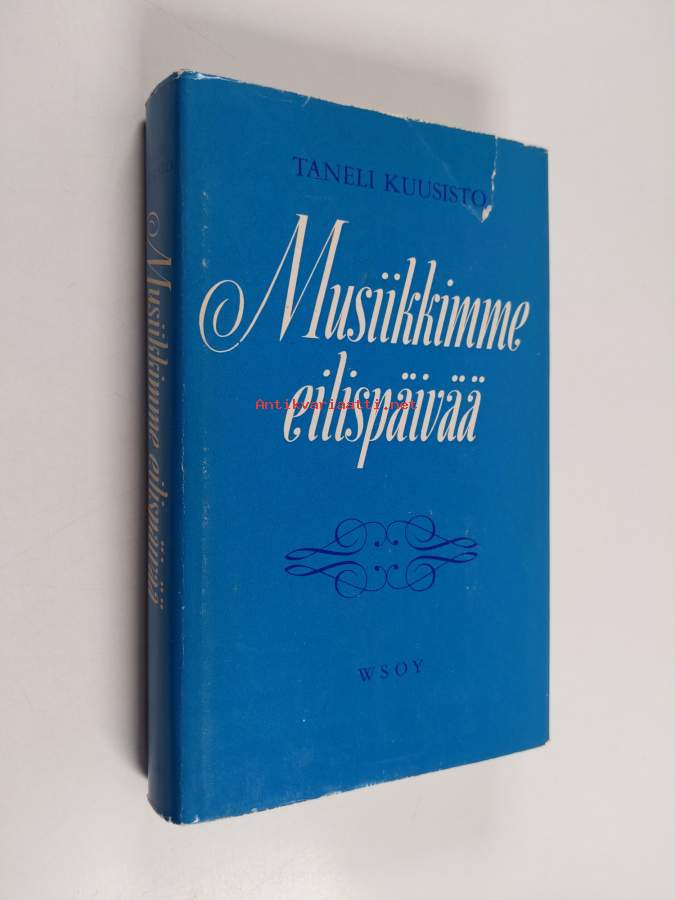 TANELI KUUSISTO
Musiikkimme
eilispäivää
Antikvariaatti.net
WSOY
Musiikkimme eilispäivää